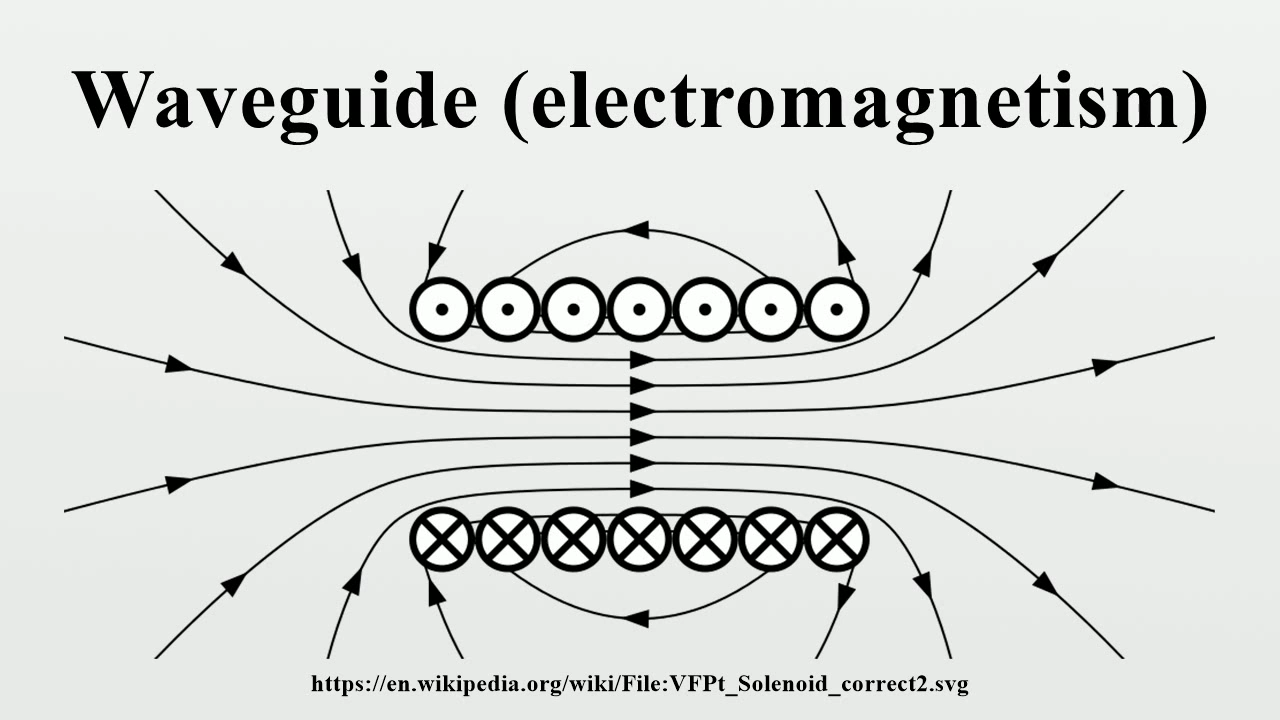 Waveguide (electromagnetism)
https://en.wikipedia.org/wiki/File:VFPt_Solenoid_correct2.svg